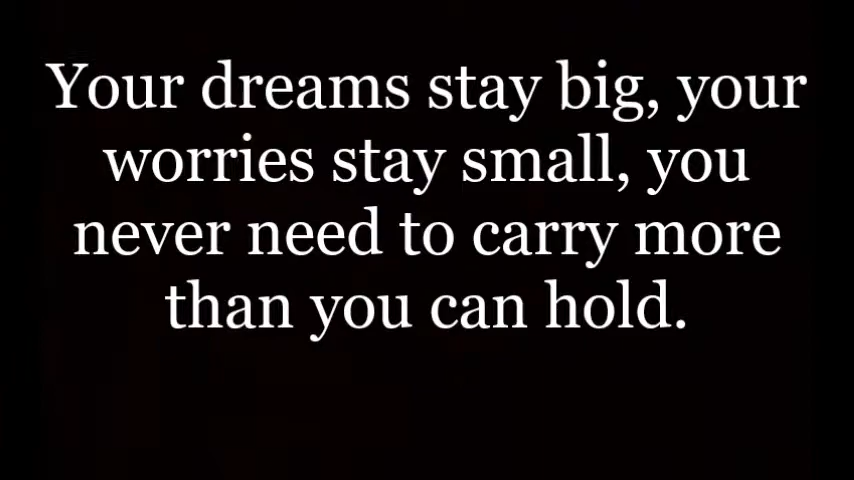 Your dreams stay big, your
worries stay small, you
never need to carry more
than you can hold.